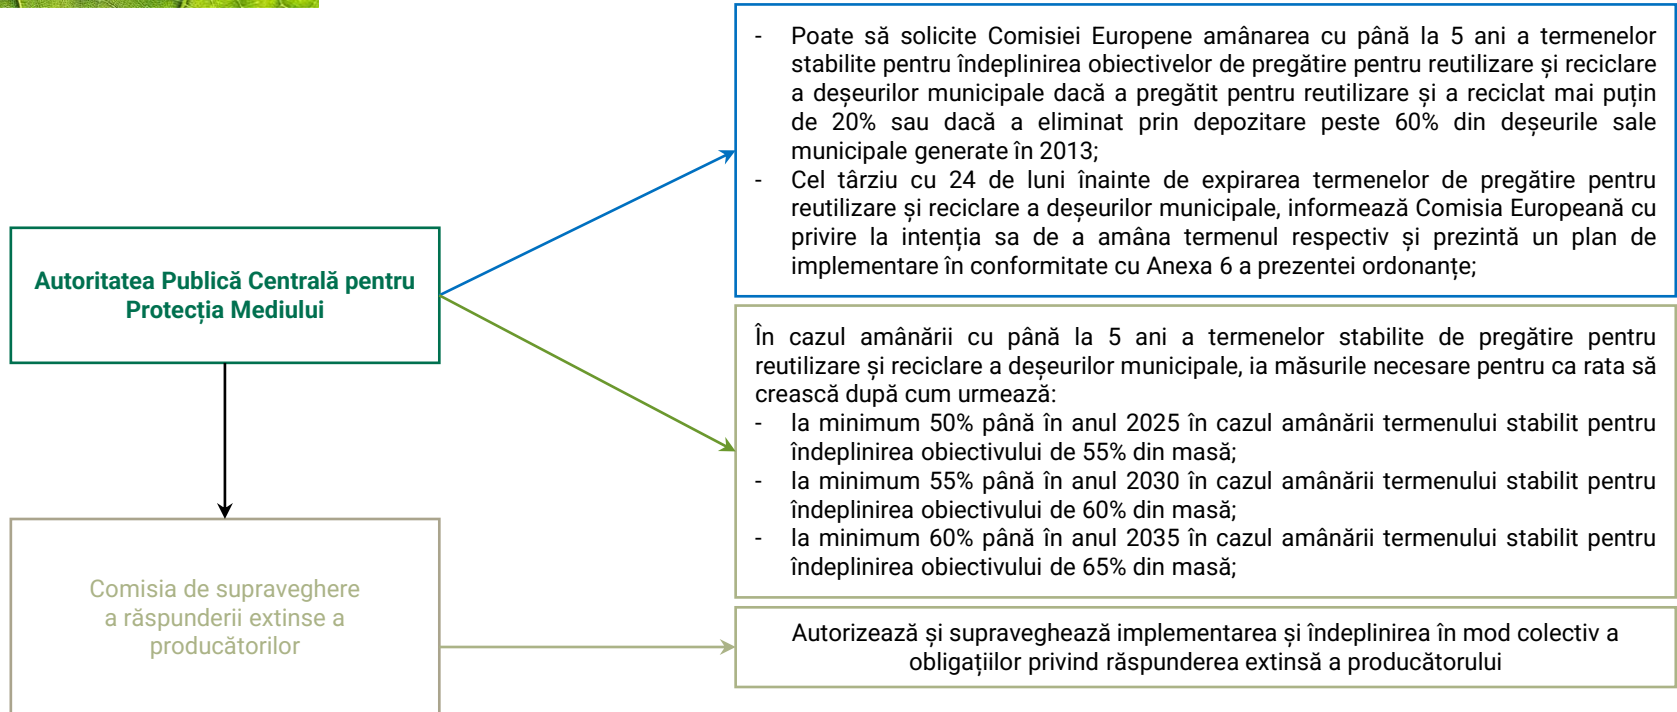 - Poate să solicite Comisiei Europene amânarea cu până la 5 ani a termenelor
stabilite pentru îndeplinirea obiectivelor de pregătire pentru reutilizare și reciclare
a deșeurilor municipale dacă a pregătit pentru reutilizare și a reciclat mai puțin
de 20% sau dacă a eliminat prin depozitare peste 60% din deșeurile sale
municipale generate în 2013;
- Cel târziu cu 24 de luni înainte de expirarea termenelor de pregătire pentru
reutilizare și reciclare a deșeurilor municipale, informează Comisia Europeană cu
privire la intenția sa de a amâna termenul respectiv și prezintă un plan de
implementare în conformitate cu Anexa 6 a prezentei ordonanțe;
Autoritatea Publică Centrală pentru
Protecția Mediului
În cazul amânării cu până la 5 ani a termenelor stabilite de pregătire pentru
reutilizare și reciclare a deșeurilor municipale, ia măsurile necesare pentru ca rata să
crească după cum urmează:
- la minimum 50% până în anul 2025 în cazul amânării termenului stabilit pentru
îndeplinirea obiectivului de 55% din masă;
- la minimum 55% până în anul 2030 în cazul amânării termenului stabilit pentru
îndeplinirea obiectivului de 60% din masă;
- la minimum 60% până în anul 2035 în cazul amânării termenului stabilit pentru
îndeplinirea obiectivului de 65% din masă;
Comisia de supraveghere
a răspunderii extinse a
producătorilor
Autorizează și supraveghează implementarea și îndeplinirea în mod colectiv a
obligațiilor privind răspunderea extinsă a producătorului